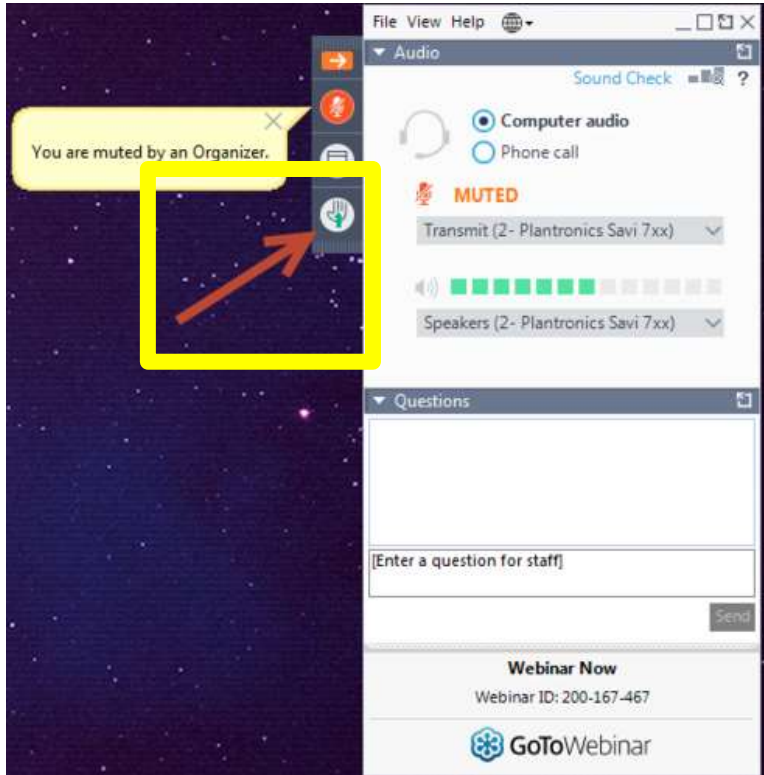 File View Help
Audio
Sound Check ?
Computer audio
Phone call
You are muted by an Organizer.
MUTED
Transmit (2- Plantronics Savi 7xx)
Speakers (2- Plantronics Savi 7xx)
Questions
[Enter a question for staff]
Send
Webinar Now
Webinar ID: 200-167-467
GoToWebinar